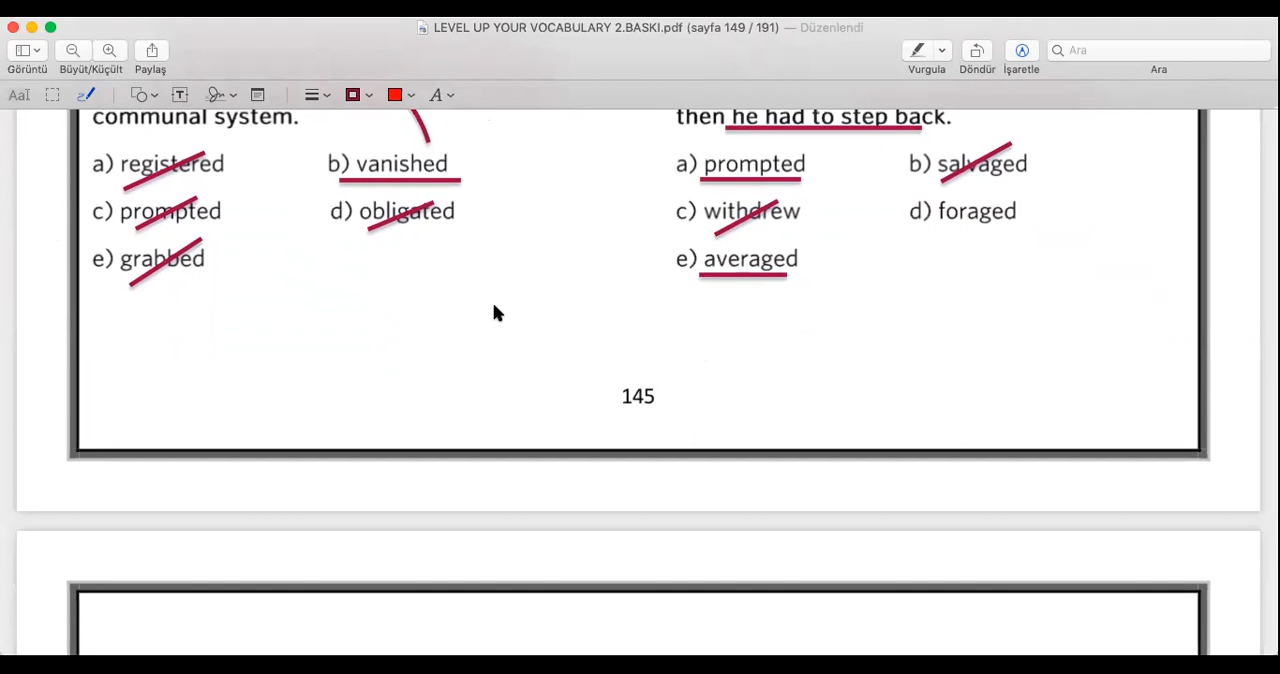 LEVEL UP YOUR VOCABULARY 2.BASKI.pdf (sayfa 149 / 191) — Düzenlendi
Görüntü
Büyüt/Küçült
Paylaş
Vurgula
Döndür
İşaretle
Ara
Ara
communal system.
a) registered b) vanished
c) prompted d) obligated
e) grabbed
then he had to step back.
a) prompted b) salvaged
c) withdrew d) foraged
e) averaged
145